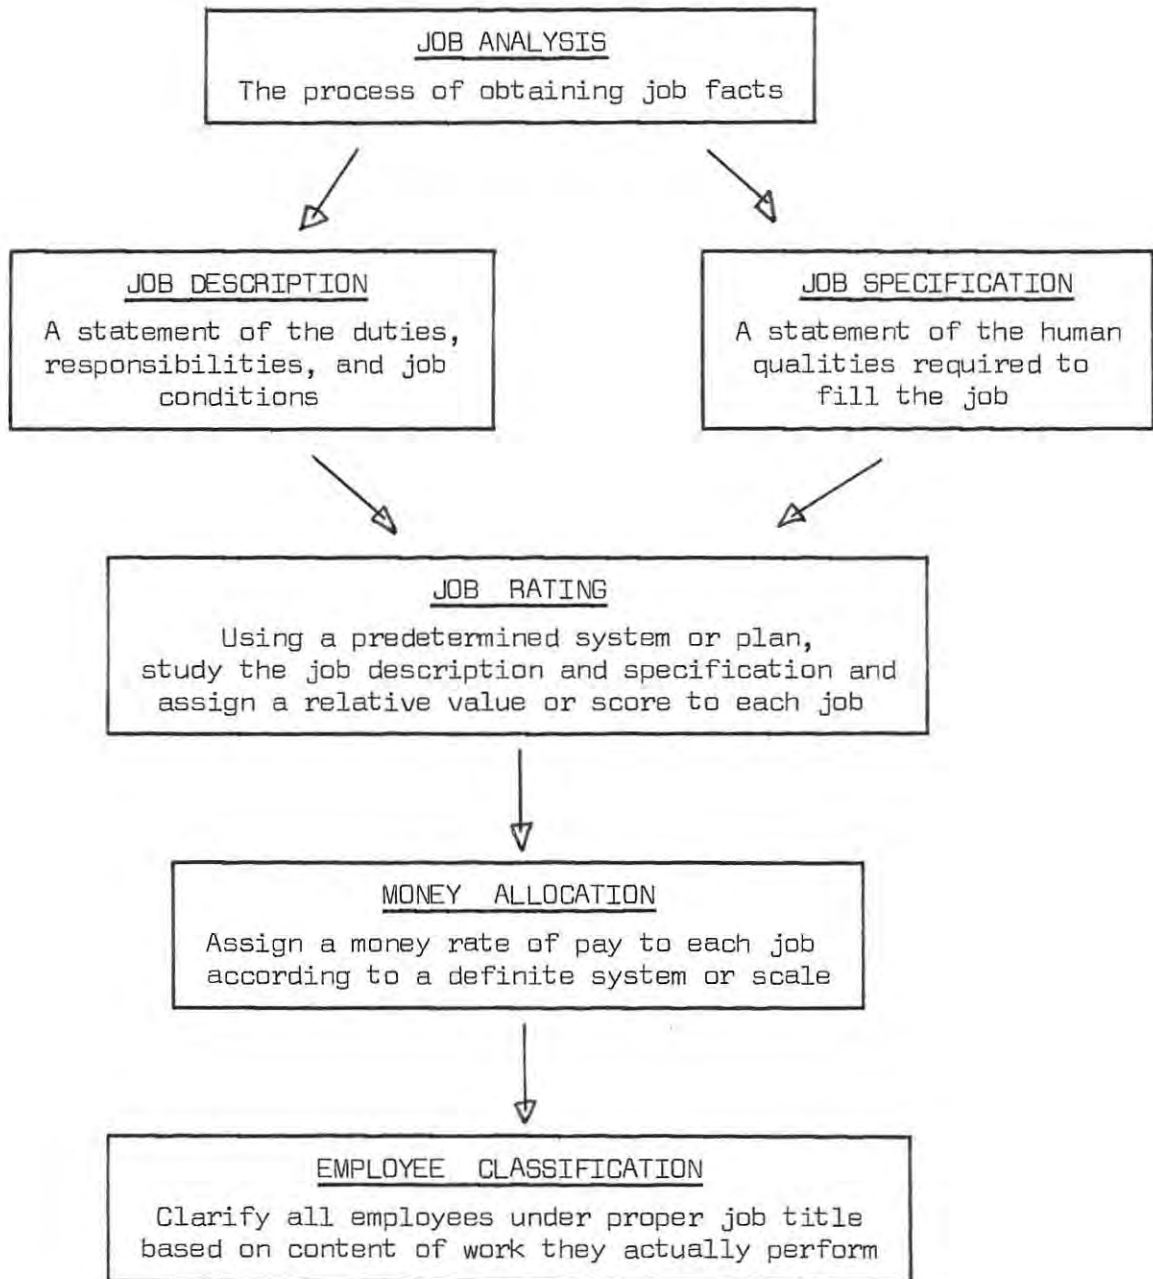 JOB ANALYSIS
The process of obtaining job facts
JOB DESCRIPTION
A statement of the duties,
responsibilities, and job
conditions
JOB SPECIFICATION
A statement of the human
qualities required to
fill the job
JOB RATING
Using a predetermined system or plan,
study the job description and specification and
assign a relative value or score to each job
MONEY ALLOCATION
Assign a money rate of pay to each job
according to a definite system or scale
EMPLOYEE CLASSIFICATION
Clarify all employees under proper job title
based on content of work they actually perform